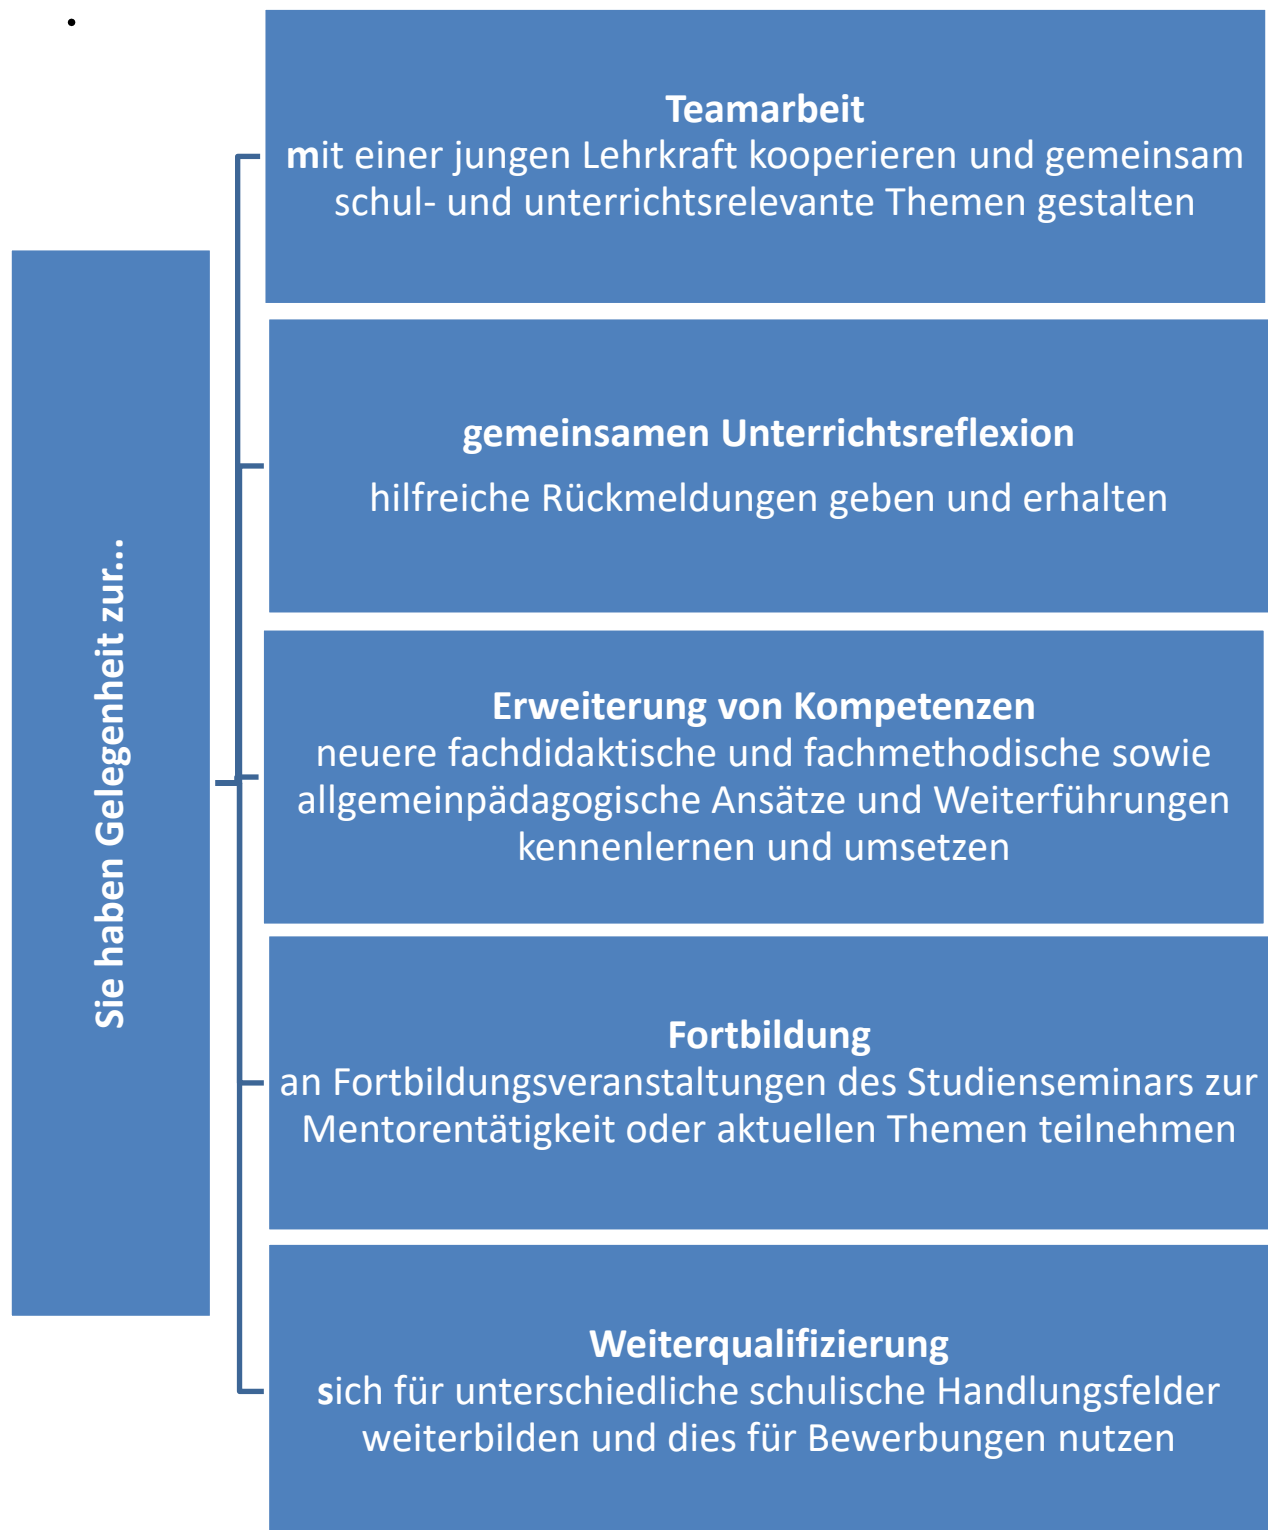 •
Sie haben Gelegenheit zur...
Teamarbeit
mit einer jungen Lehrkraft kooperieren und gemeinsam
schul- und unterrichtsrelevante Themen gestalten
gemeinsamen Unterrichtsreflexion
hilfreiche Rückmeldungen geben und erhalten
Erweiterung von Kompetenzen
neuere fachdidaktische und fachmethodische sowie
allgemeinpädagogische Ansätze und Weiterführungen
kennenlernen und umsetzen
Fortbildung
an Fortbildungsveranstaltungen des Studienseminars zur
Mentorentätigkeit oder aktuellen Themen teilnehmen
Weiterqualifizierung
sich für unterschiedliche schulische Handlungsfelder
weiterbilden und dies für Bewerbungen nutzen